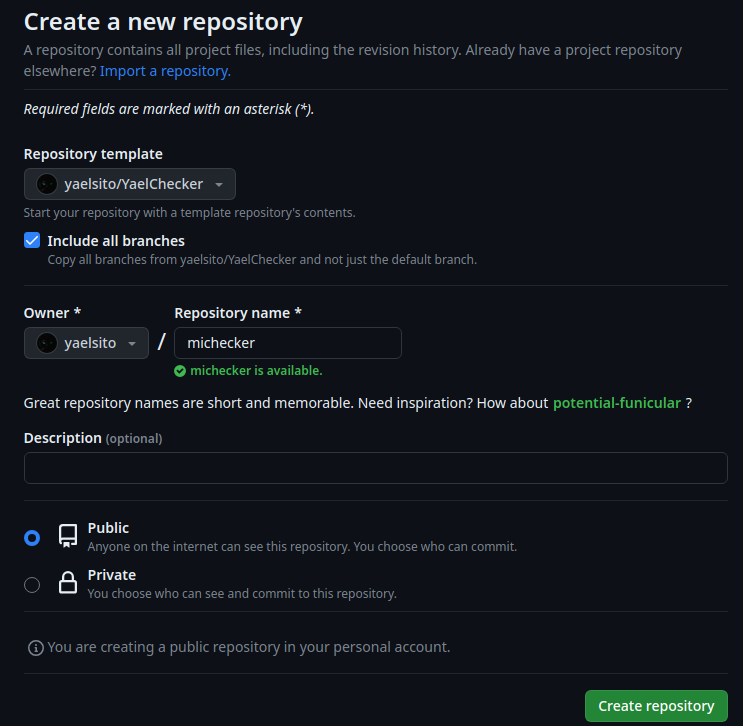 Create a new repository
A repository contains all project files, including the revision history. Already have a project repository
elsewhere? Import a repository.
Required fields are marked with an asterisk (*).
Repository template
yaelsito/YaelChecker
Start your repository with a template repository's contents.
Include all branches
Copy all branches from yaelsito/YaelChecker and not just the default branch.
Owner * Repository name *
yaelsito / michecker
michecker is available.
Great repository names are short and memorable. Need inspiration? How about potential-funicular ?
Description (optional)
Public
Anyone on the internet can see this repository. You choose who can commit.
Private
You choose who can see and commit to this repository.
You are creating a public repository in your personal account.
Create repository